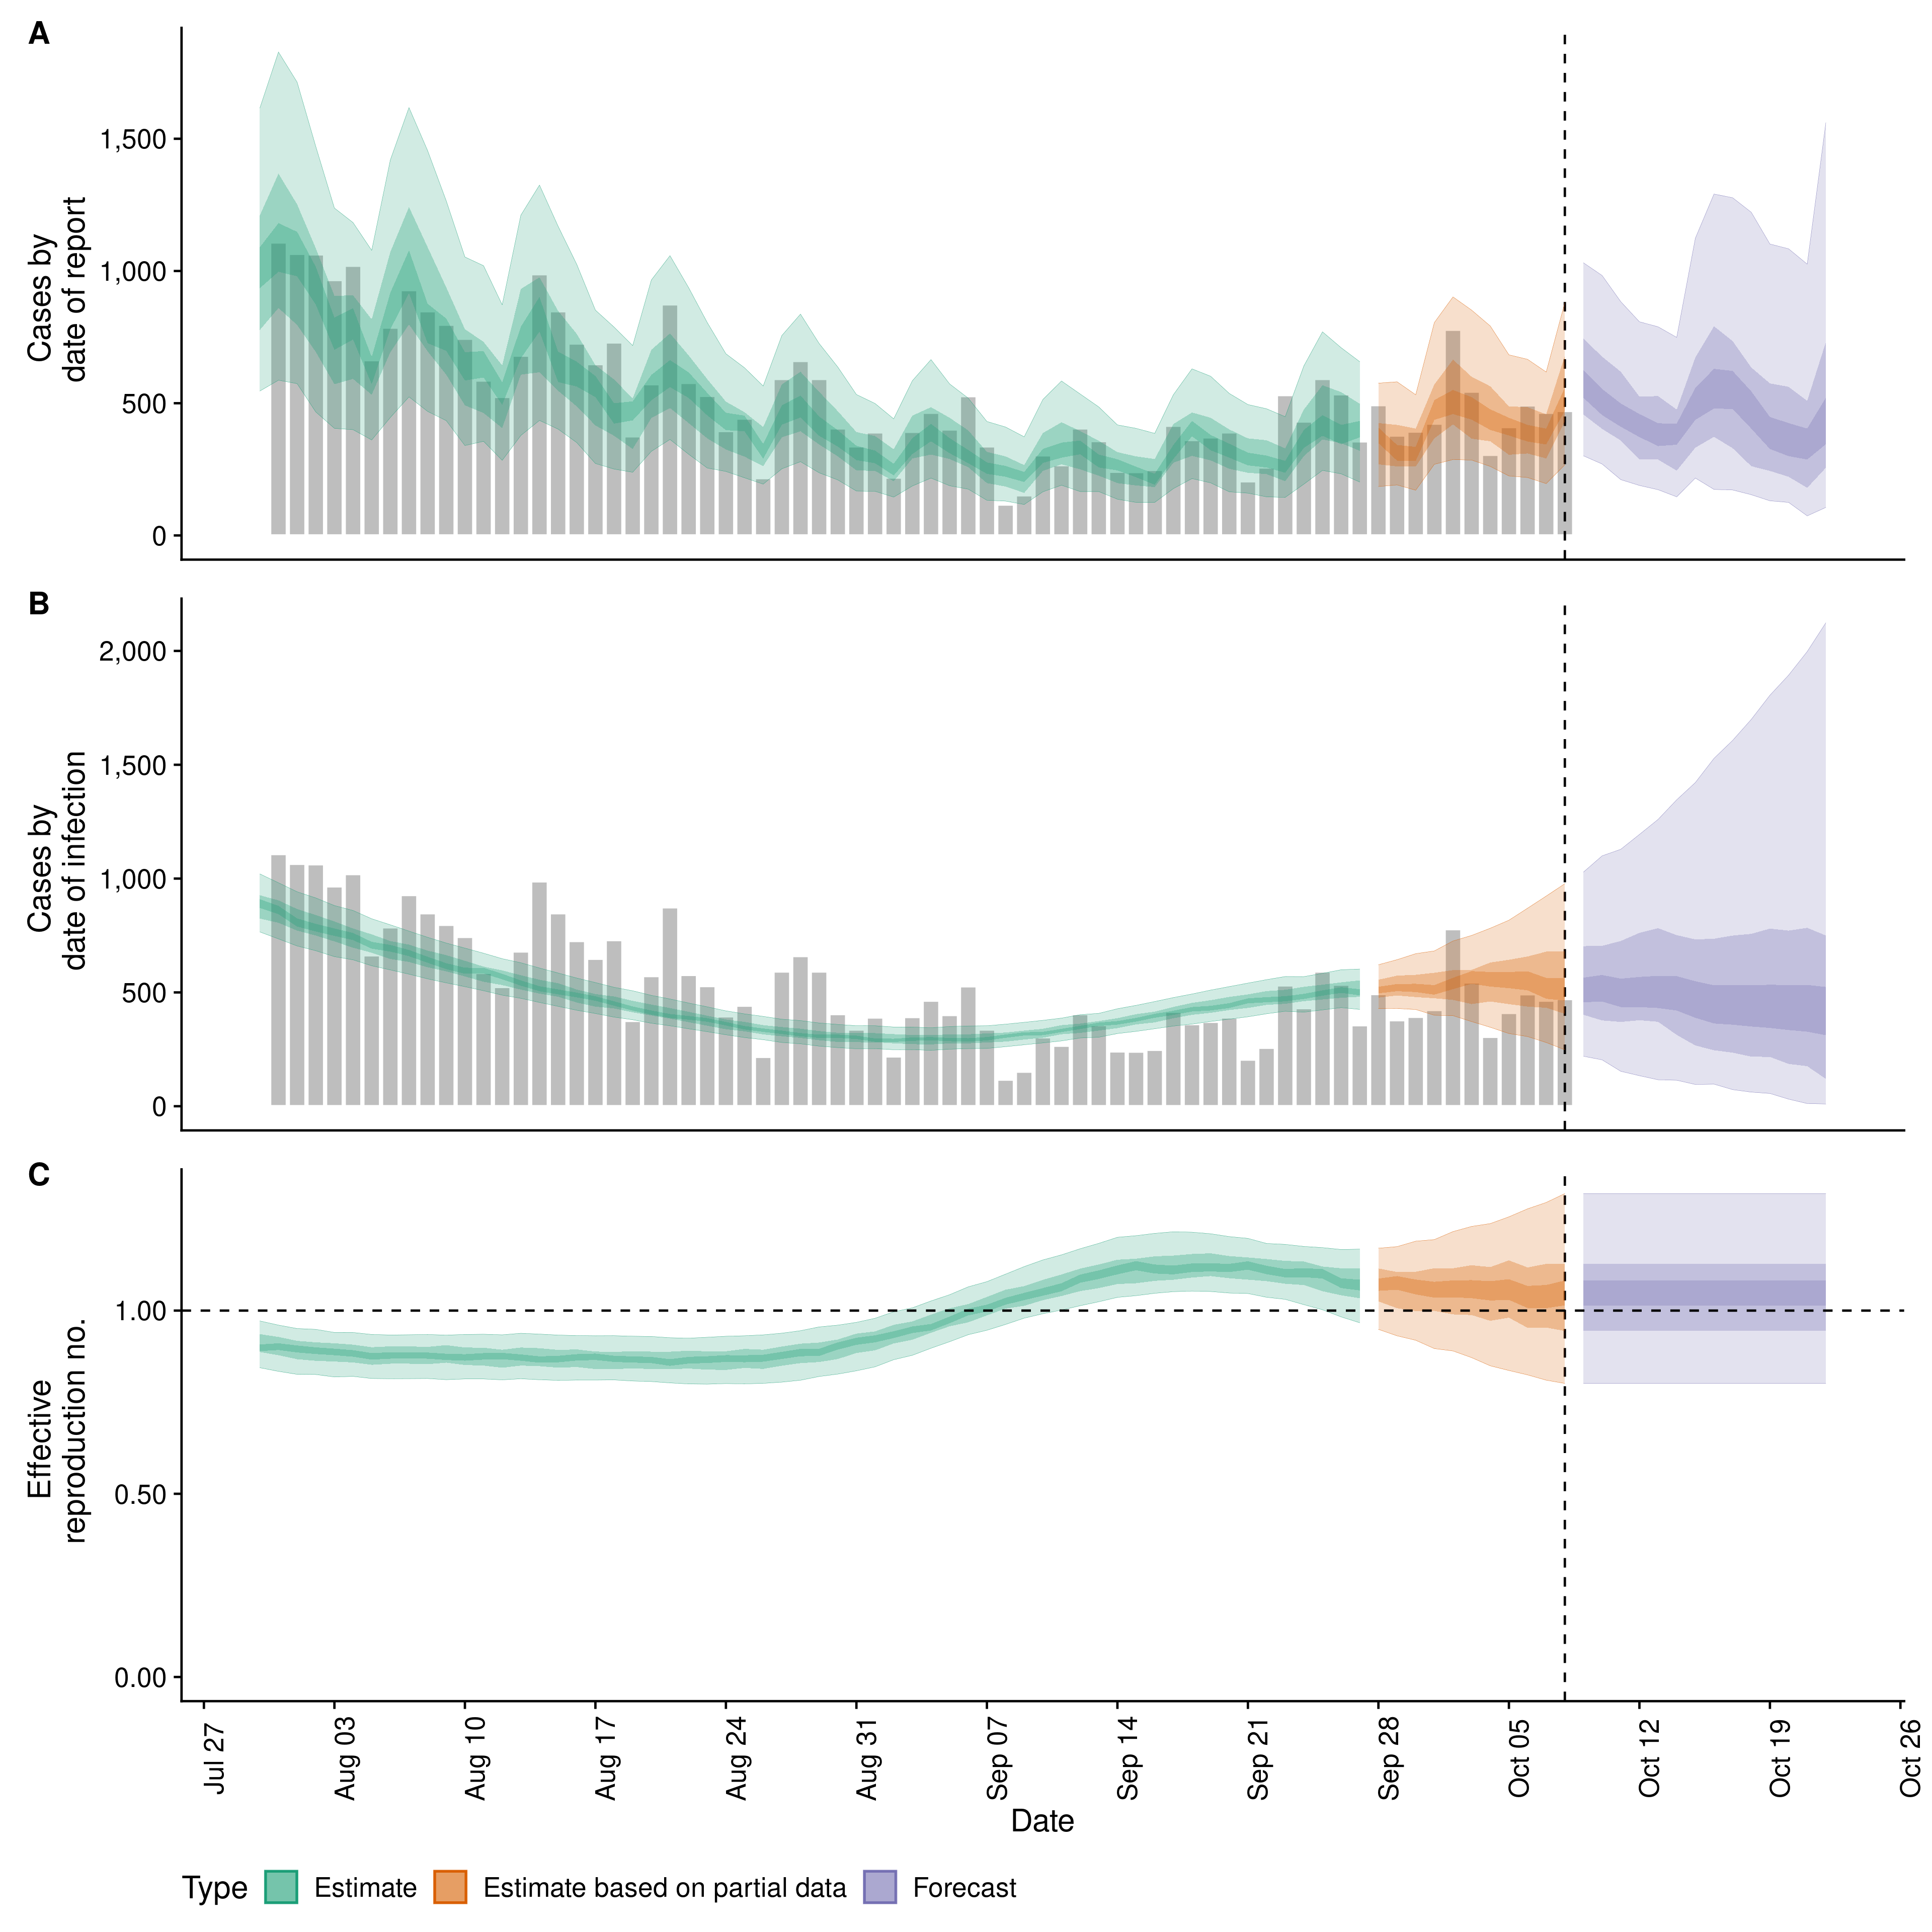 A
Cases by
date of report
1,500
1,000
500
0
B
Cases by
date of infection
2,000
1,500
1,000
500
0
C
Effective
reproduction no.
1.00
0.50
0.00
Jul 27
Aug 03
Aug 10
Aug 17
Aug 24
Aug 31
Sep 07
Sep 14
Sep 21
Sep 28
Oct 05
Oct 12
Oct 19
Oct 26
Date
Type Estimate Estimate based on partial data Forecast